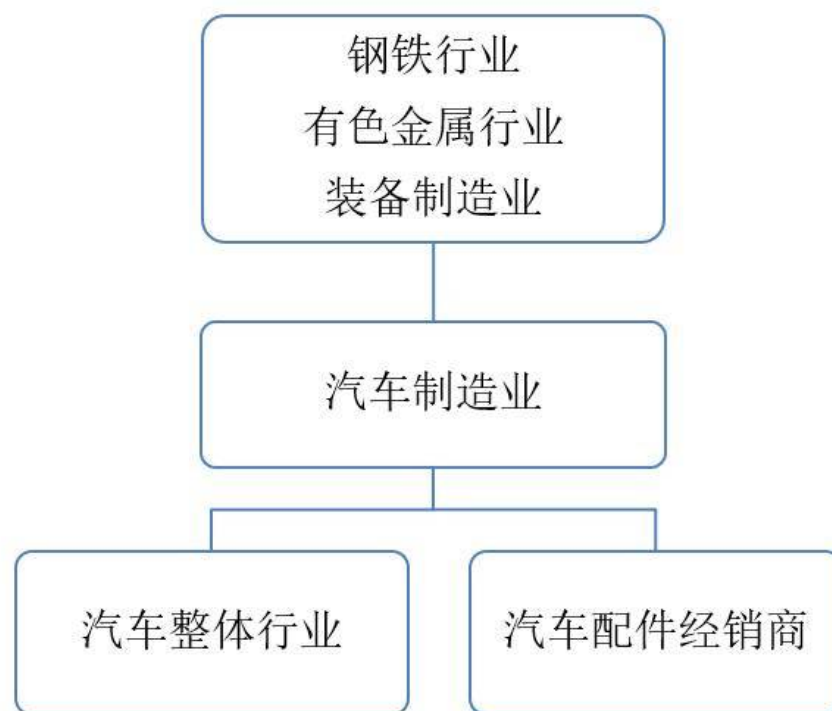 钢铁行业
有色金属行业
装备制造业
汽车制造业
汽车整体行业
汽车配件经销商